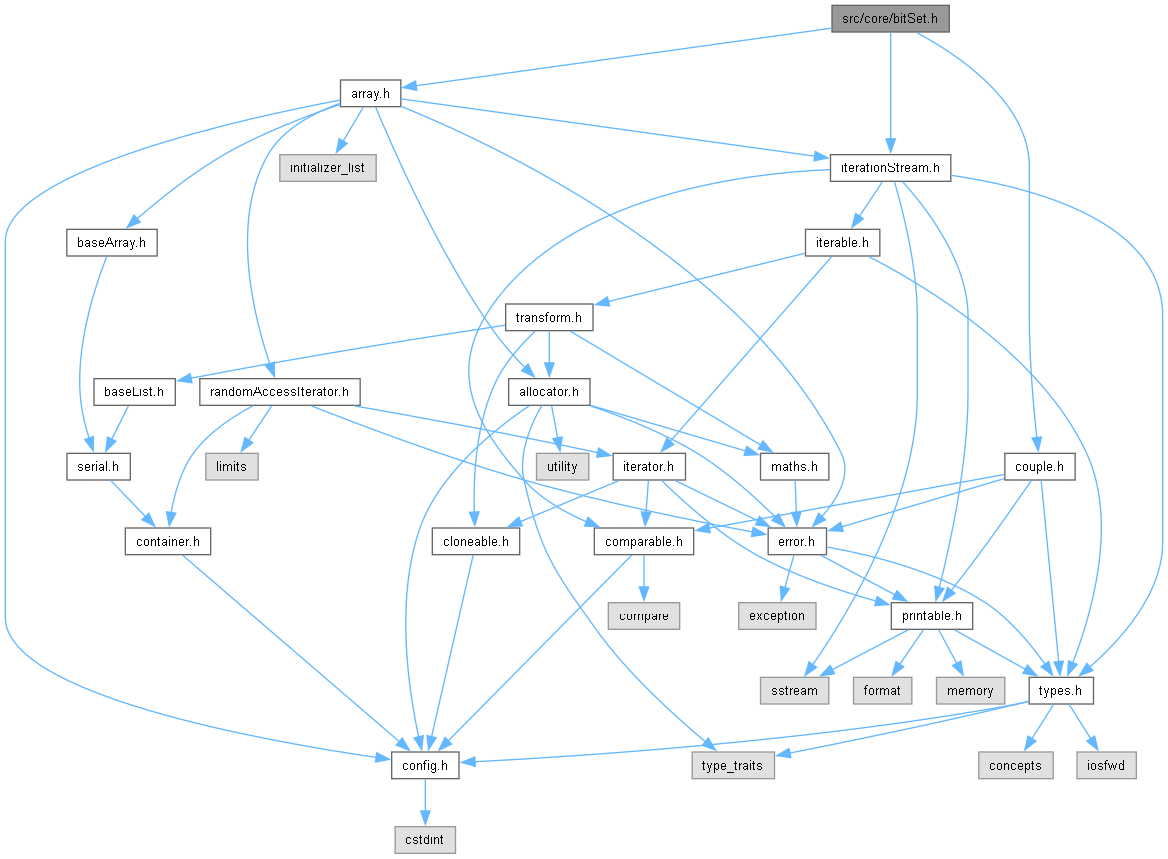 src/core/bitSet.h
array.h
initializer_list
iterationStream.h
baseArray.h
iterable.h
transform.h
baseList.h
randomAccessIterator.h
allocator.h
serial.h
limits
utility
iterator.h
maths.h
couple.h
container.h
cloneable.h
comparable.h
error.h
compare
exception
printable.h
sstream
format
memory
types.h
config.h
type_traits
concepts
iosfwd
cstdint